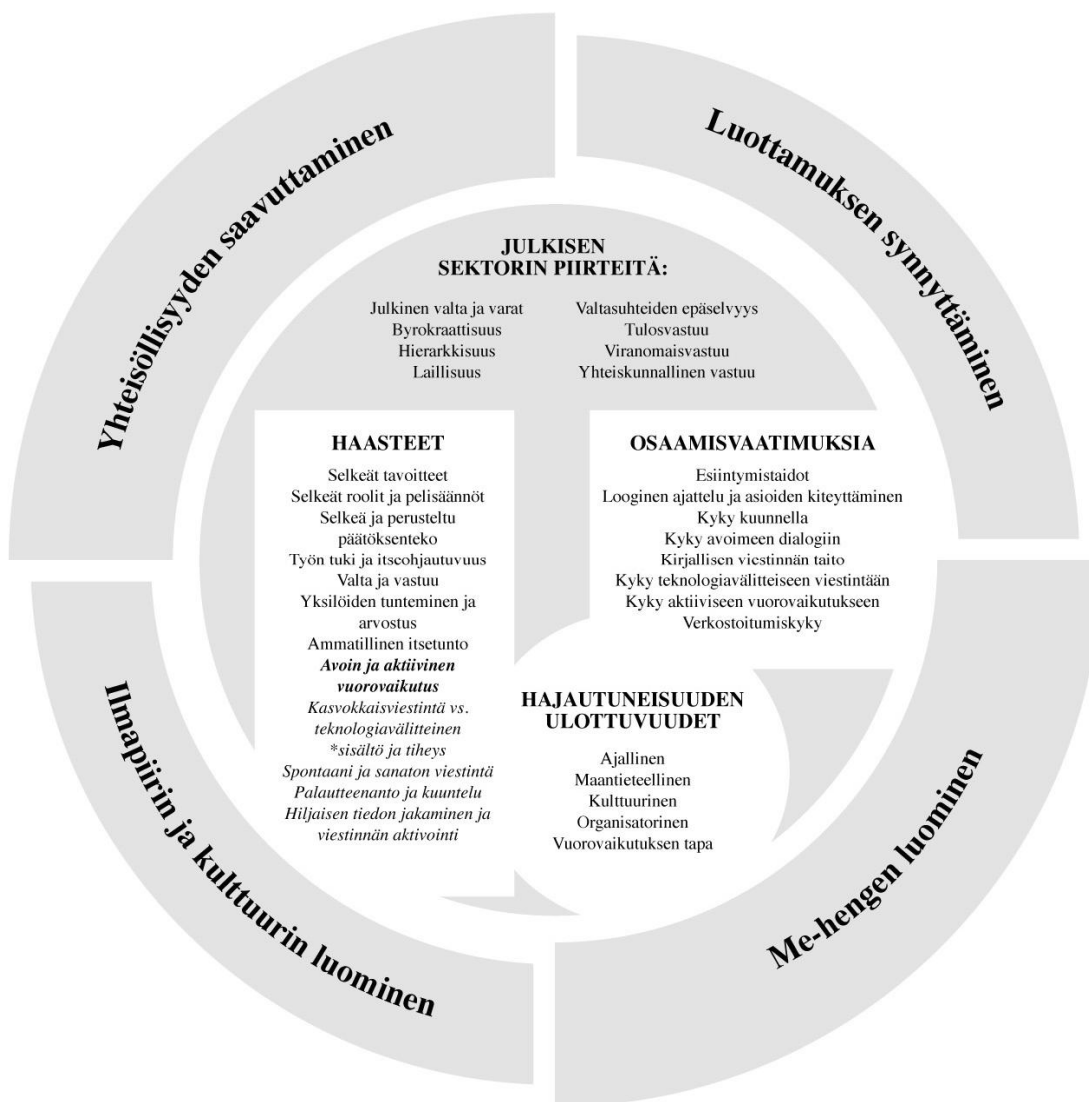 Yhteisöllisyyden saavuttaminen
Luottamuksen synnyttäminen
JULKISEN
SEKTORIN PIIRTEITÄ:
Julkinen valta ja varat
Byrokraattisuus
Hierarkkisuus
Laillisuus
Valtasuhteiden epäselvyys
Tulosvastuu
Viranomaisvastuu
Yhteiskunnallinen vastuu
HAASTEET
Selkeät tavoitteet
Selkeät roolit ja pelisäännöt
Selkeä ja perusteltu
päätöksenteko
Työn tuki ja itseohjautuvuus
Valta ja vastuu
Yksilöiden tunteminen ja
arvostus
Ammatillinen itsetunto
Avoin ja aktiivinen
vuorovaikutus
Kasvokkaisviestintä vs.
teknologiavälitteinen
*sisältö ja tiheys
Spontaani ja sanaton viestintä
Palautteenanto ja kuuntelu
Hiljaisen tiedon jakaminen ja
viestinnän aktivointi
OSAAMISVAATIMUKSIA
Esiintymistaidot
Looginen ajattelu ja asioiden kiteyttäminen
Kyky kuunnella
Kyky avoimeen dialogiin
Kirjallisen viestinnän taito
Kyky teknologiavälitteiseen viestintään
Kyky aktiiviseen vuorovaikutukseen
Verkostoitumiskyky
HAJAUTUNEISUUDEN
ULOTTUVUUDET
Ajallinen
Maantieteellinen
Kulttuurinen
Organisatorinen
Vuorovaikutuksen tapa
Ilmapiirin ja kulttuurin luominen
Me-hengen luominen